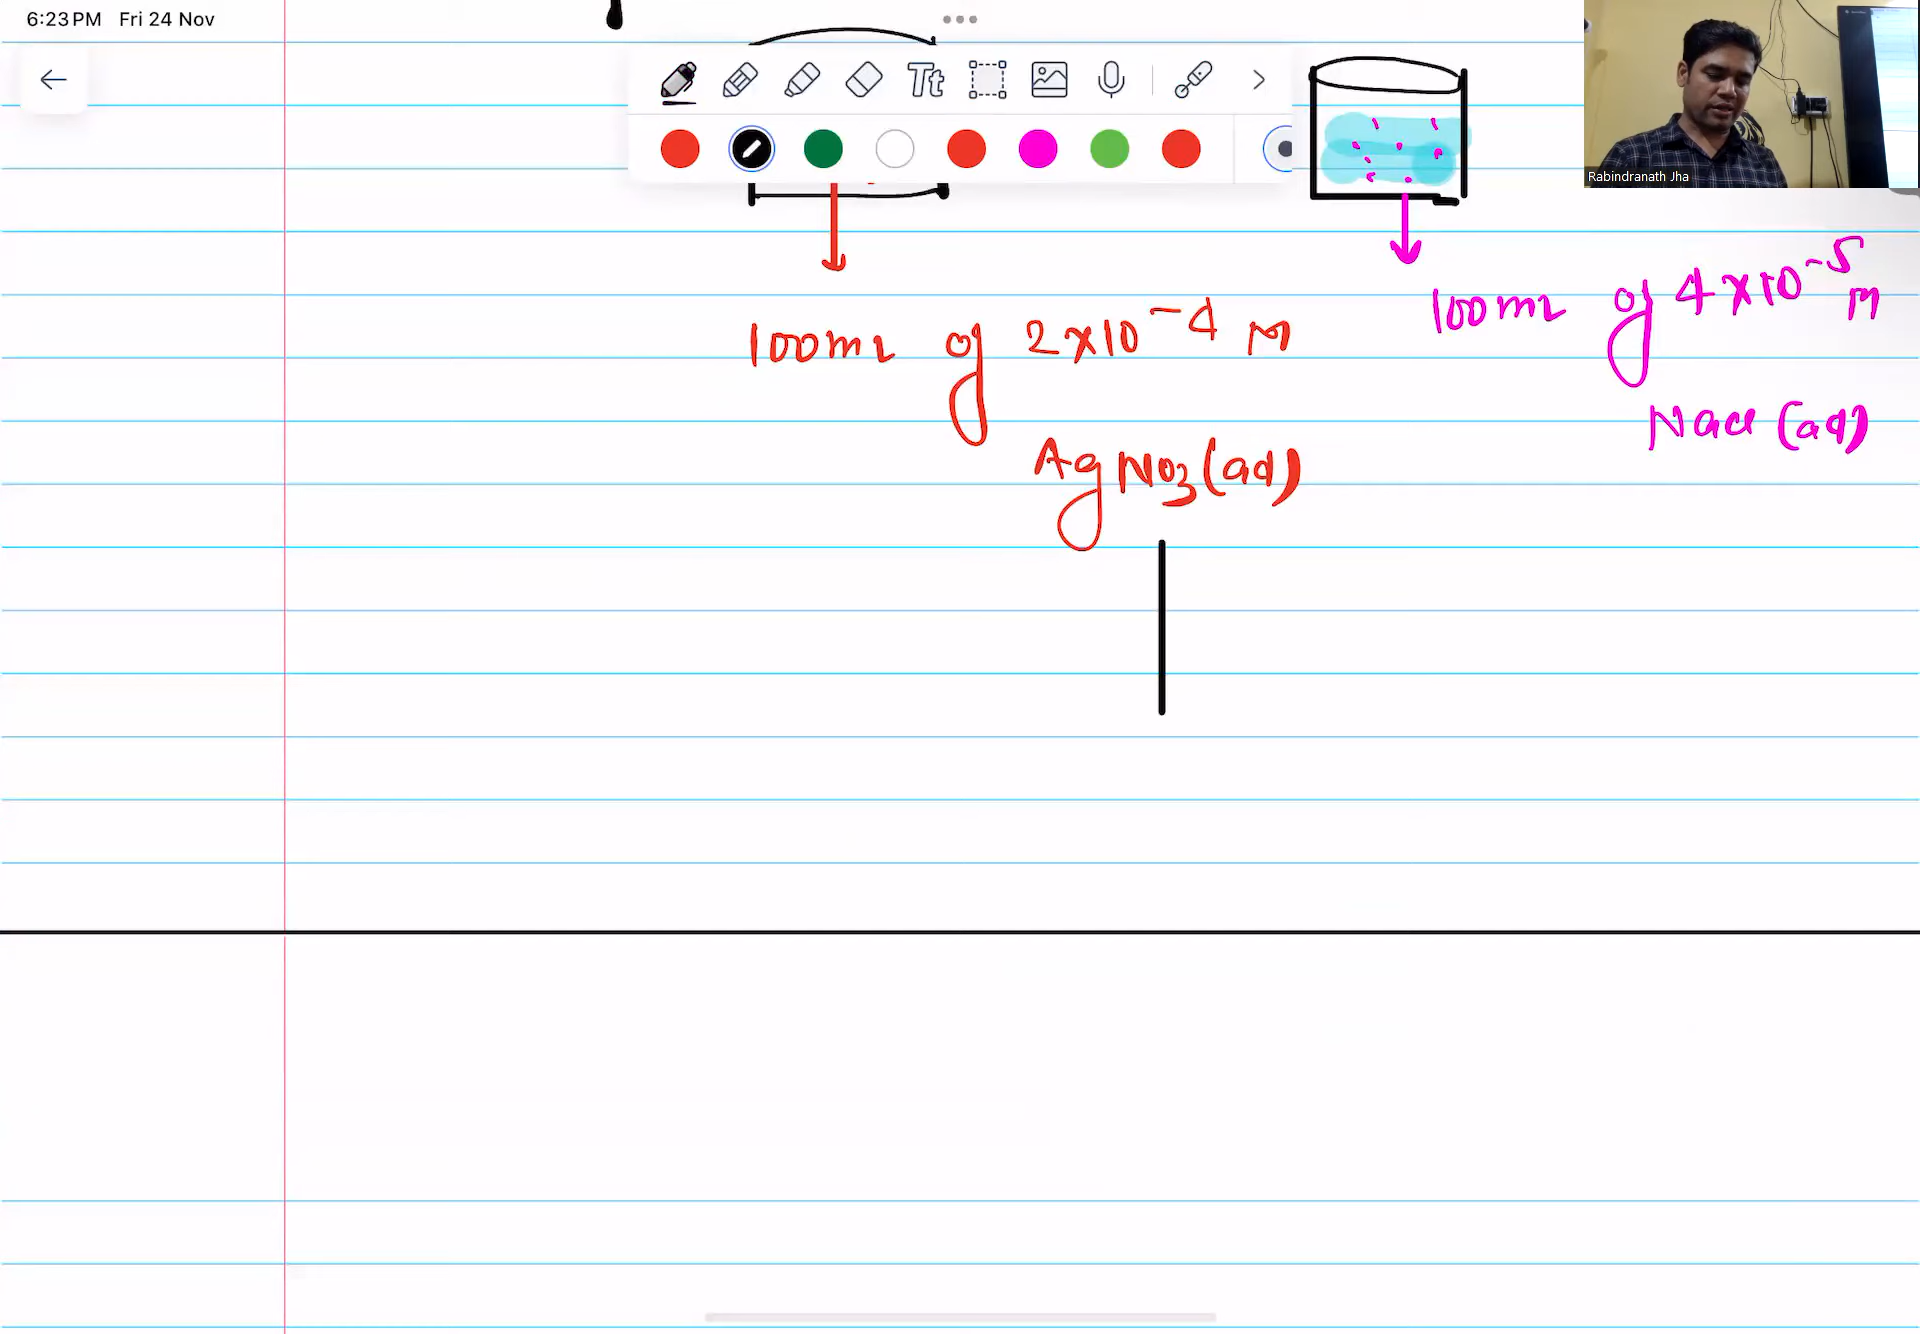 6:23 PM Fri 24 Nov
Tt
Rabindranath Jha
100mL of 2×10⁻⁴ M
AgNO₃(aq)
100mL of 4×10⁻⁵ M
NaCl (aq)